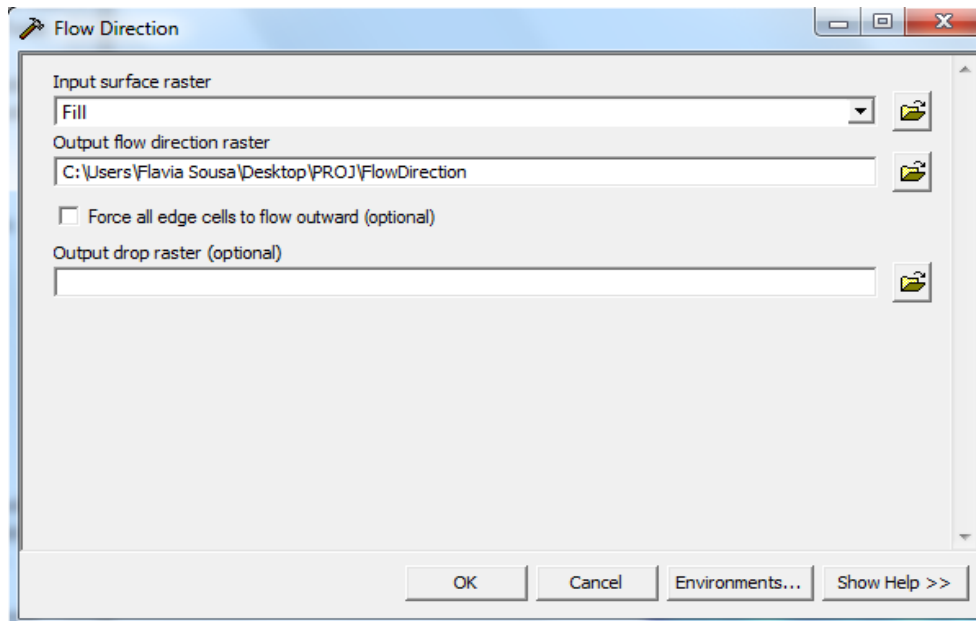 Flow Direction
Input surface raster
Fill
Output flow direction raster
C:\Users\Flavia Sousa\Desktop\PROJ\FlowDirection
Force all edge cells to flow outward (optional)
Output drop raster (optional)
OK Cancel Environments... Show Help >>